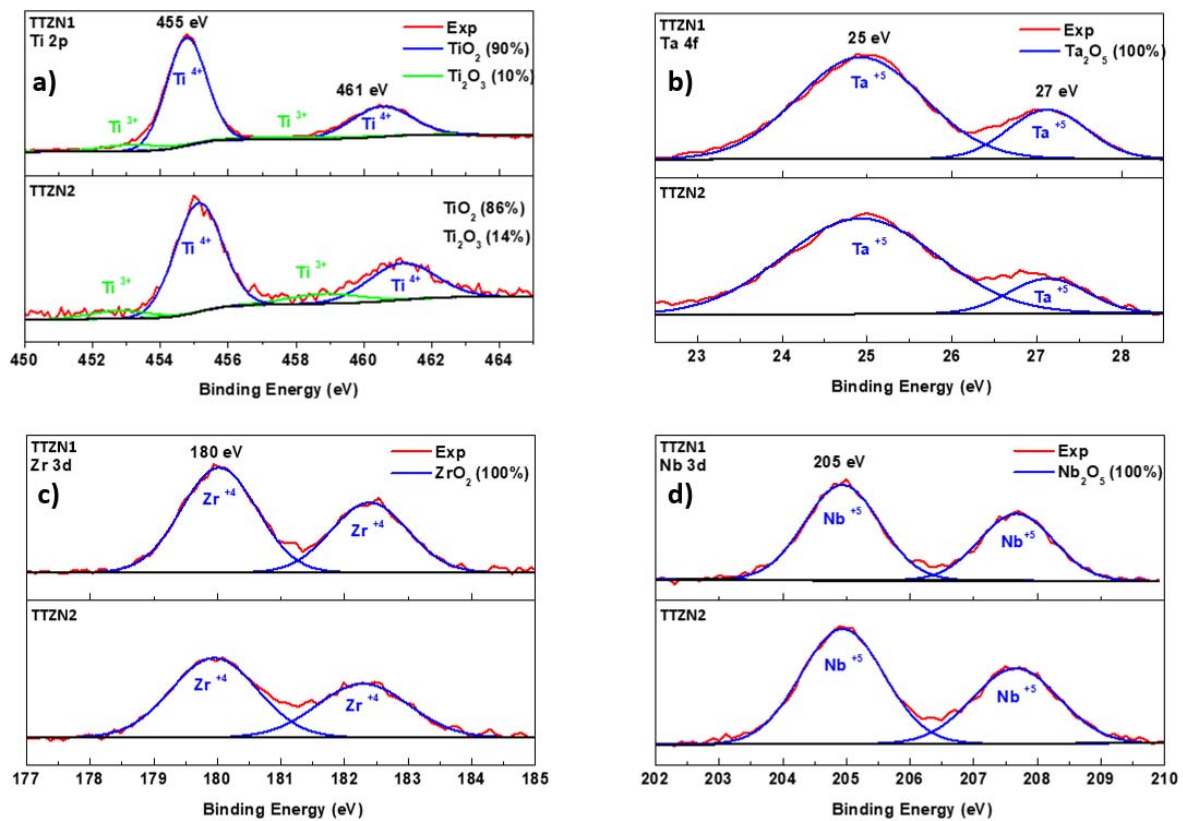 TTZN1
Ti 2p
a)
455 eV
461 eV
Exp
TiO2 (90%)
Ti2O3 (10%)
Ti 4+
Ti 3+
Ti 3+
Ti 4+
TTZN2
TiO2 (86%)
Ti2O3 (14%)
Ti 4+
Ti 3+
Ti 3+
Ti 4+
450 452 454 456 458 460 462 464
Binding Energy (eV)
TTZN1
Ta 4f
b)
25 eV
27 eV
Exp
Ta2O5 (100%)
Ta +5
Ta +5
TTZN2
Ta +5
Ta +5
23 24 25 26 27 28
Binding Energy (eV)
TTZN1
Zr 3d
c)
180 eV
Exp
ZrO2 (100%)
Zr +4
Zr +4
TTZN2
Zr +4
Zr +4
177 178 179 180 181 182 183 184 185
Binding Energy (eV)
TTZN1
Nb 3d
d)
205 eV
Exp
Nb2O5 (100%)
Nb +5
Nb +5
TTZN2
Nb +5
Nb +5
202 203 204 205 206 207 208 209 210
Binding Energy (eV)